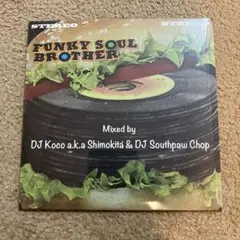 STEREO STEREO
FUNKY SOUL
BROTHER
Mixed by
DJ Koco a.k.a Shimokita & DJ Southpaw Chop